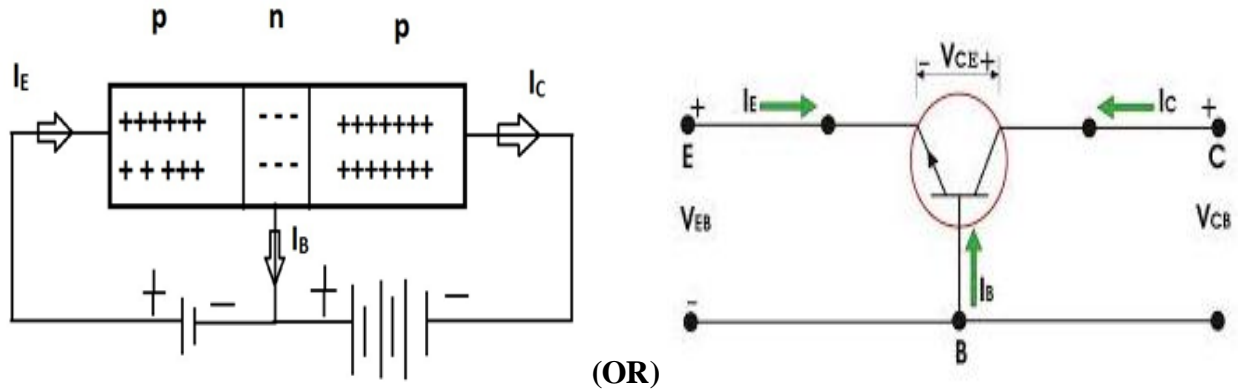 p n p
I_E I_C
++++++ - - - +++++++
+ + +++ - - - +++++++
I_B
+ − + −
(OR)
- V_CE +
+ I_E I_C +
E C
V_EB V_CB
I_B
-
B